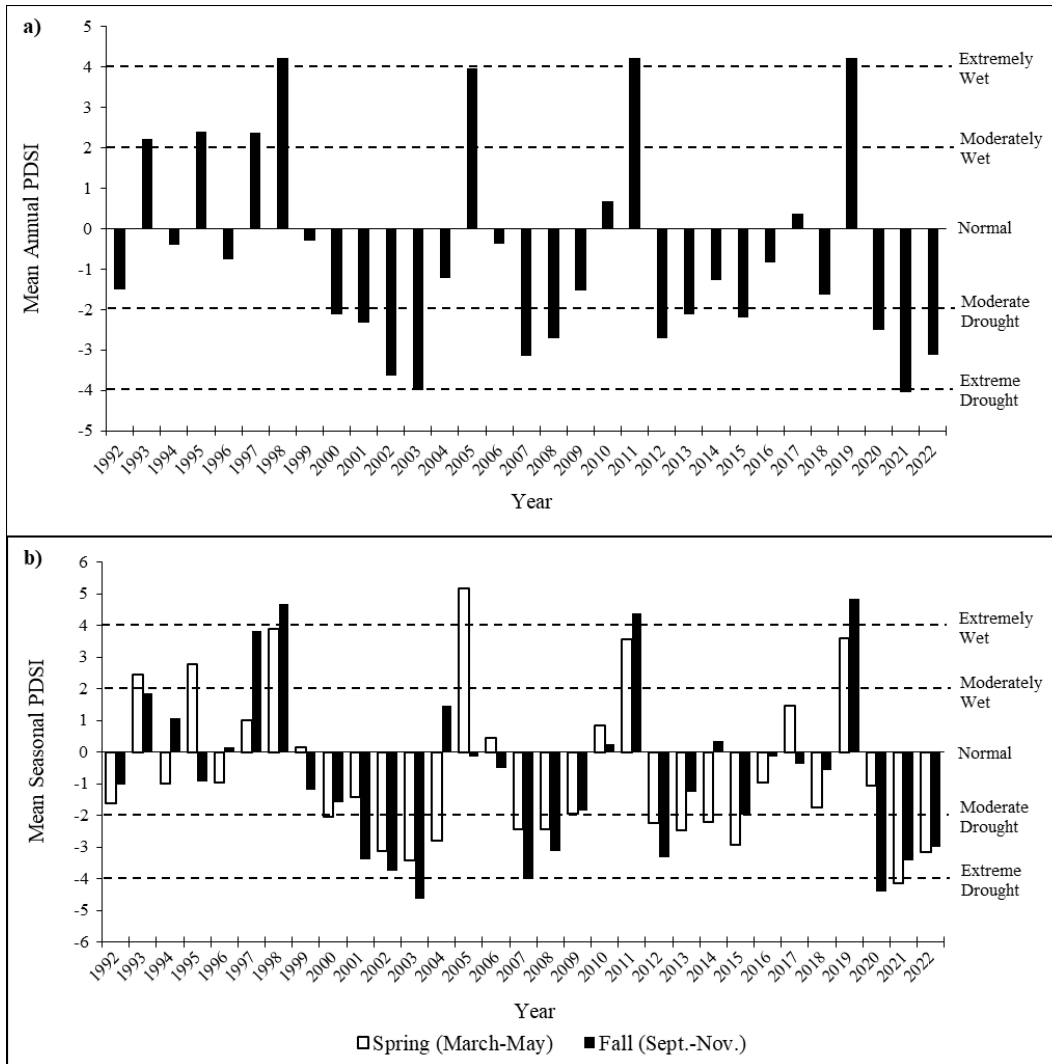 a)
Mean Annual PDSI
5
4
3
2
1
0
-1
-2
-3
-4
-5
Extremely
Wet
Moderately
Wet
Normal
Moderate
Drought
Extreme
Drought
1992 1993 1994 1995 1996 1997 1998 1999 2000 2001 2002 2003 2004 2005 2006 2007 2008 2009 2010 2011 2012 2013 2014 2015 2016 2017 2018 2019 2020 2021 2022
Year
b)
Mean Seasonal PDSI
6
5
4
3
2
1
0
-1
-2
-3
-4
-5
-6
Extremely
Wet
Moderately
Wet
Normal
Moderate
Drought
Extreme
Drought
1992 1993 1994 1995 1996 1997 1998 1999 2000 2001 2002 2003 2004 2005 2006 2007 2008 2009 2010 2011 2012 2013 2014 2015 2016 2017 2018 2019 2020 2021 2022
Year
Spring (March-May) Fall (Sept.-Nov.)